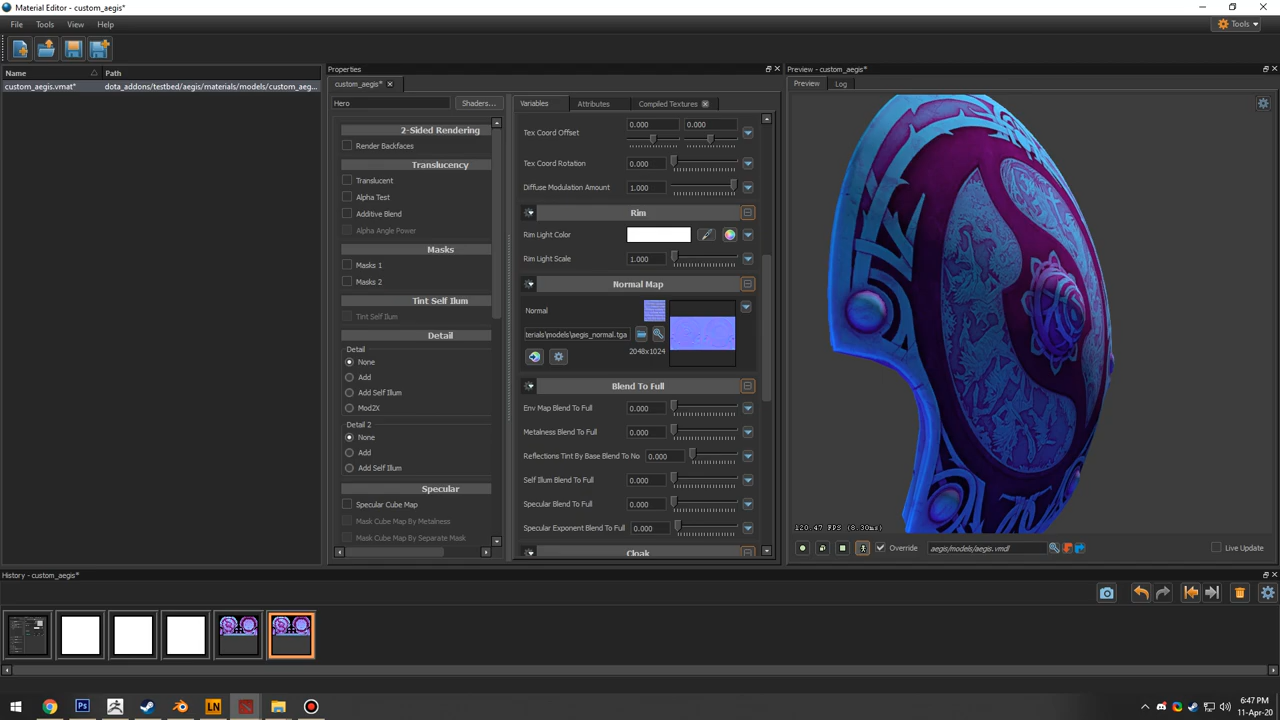 Material Editor - custom_aegis*
File Tools View Help
Tools
Name Path
custom_aegis.vmat* dota_addons/testbed/aegis/materials/models/custom_aeg...
Properties
custom_aegis*
Hero Shaders...
2-Sided Rendering
Render Backfaces
Translucency
Translucent
Alpha Test
Additive Blend
Alpha Angle Power
Masks
Masks 1
Masks 2
Tint Self Ilum
Tint Self Ilum
Detail
Detail
None
Add
Add Self Illum
Mod2X
Detail 2
None
Add
Add Self Illum
Specular
Specular Cube Map
Mask Cube Map By Metalness
Mask Cube Map By Separate Mask
Variables Attributes Compiled Textures
Tex Coord Offset 0.000 0.000
Tex Coord Rotation 0.000
Diffuse Modulation Amount 1.000
Rim
Rim Light Color
Rim Light Scale 1.000
Normal Map
Normal
terials\models\aegis_normal.tga
2048x1024
Blend To Full
Env Map Blend To Full 0.000
Metalness Blend To Full 0.000
Reflections Tint By Base Blend To No 0.000
Self Illum Blend To Full 0.000
Specular Blend To Full 0.000
Specular Exponent Blend To Full 0.000
Cloak
Preview - custom_aegis*
Preview Log
120.47 FPS (8.30ms)
Override aegis/models/aegis.vmdl Live Update
History - custom_aegis*
Ps LN
6:47 PM
11-Apr-20